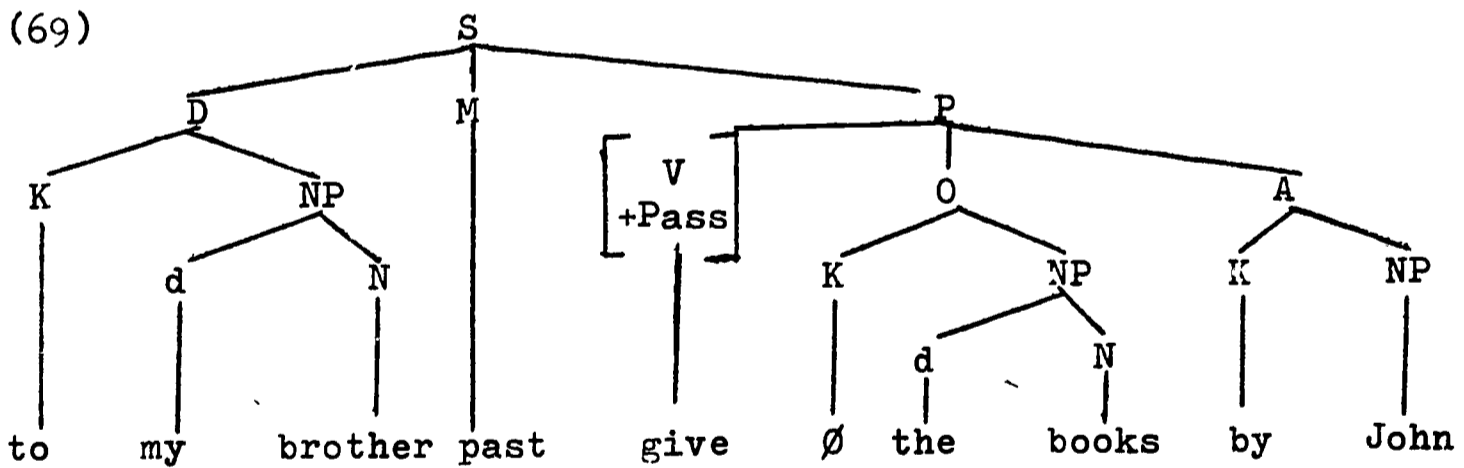 (69)
S
D M P
V
K NP +Pass O A
d N K NP K NP
d N
to my brother past give Ø the books by John